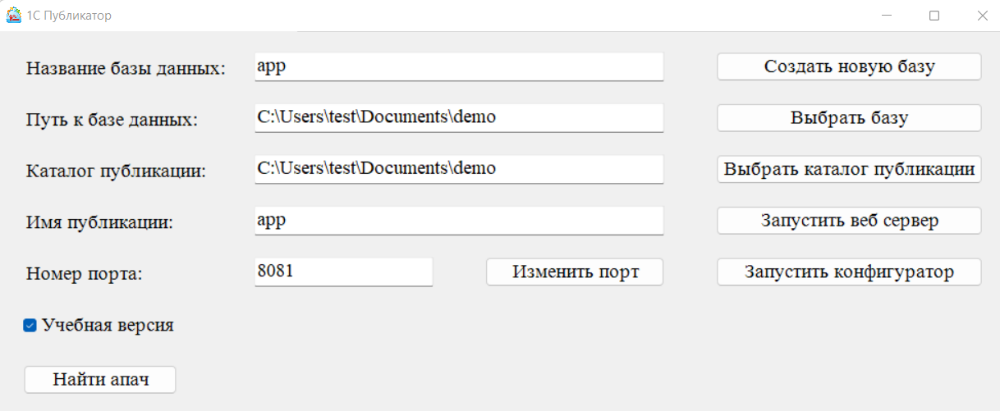 1С Публикатор
Название базы данных: app Создать новую базу
Путь к базе данных: C:\Users\test\Documents\demo Выбрать базу
Каталог публикации: C:\Users\test\Documents\demo Выбрать каталог публикации
Имя публикации: app Запустить веб сервер
Номер порта: 8081 Изменить порт Запустить конфигуратор
Учебная версия
Найти апач